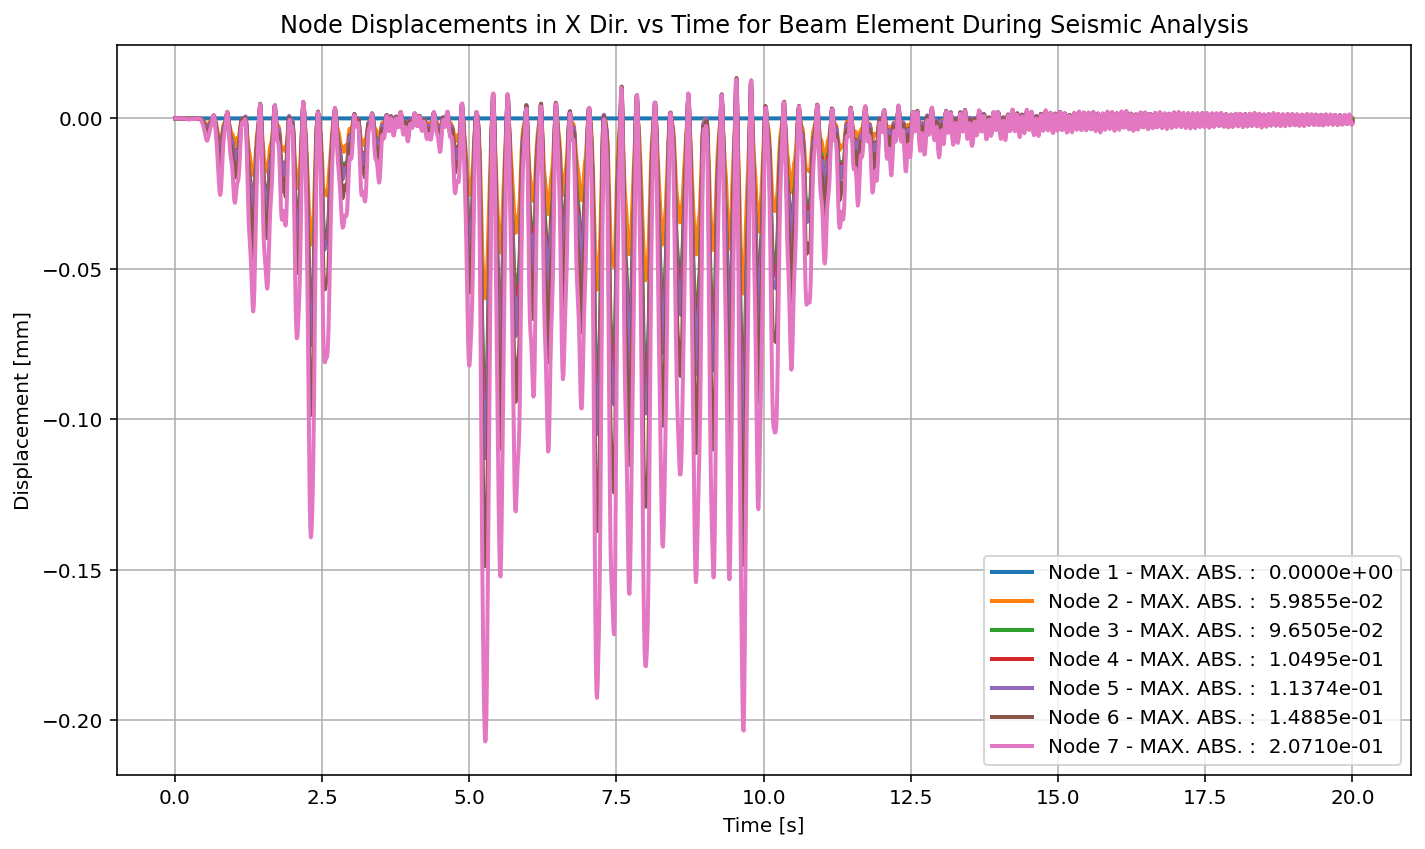 Node Displacements in X Dir. vs Time for Beam Element During Seismic Analysis
Displacement [mm]
0.00
−0.05
−0.10
−0.15
−0.20
Node 1 - MAX. ABS. :  0.0000e+00
Node 2 - MAX. ABS. :  5.9855e-02
Node 3 - MAX. ABS. :  9.6505e-02
Node 4 - MAX. ABS. :  1.0495e-01
Node 5 - MAX. ABS. :  1.1374e-01
Node 6 - MAX. ABS. :  1.4885e-01
Node 7 - MAX. ABS. :  2.0710e-01
0.0 2.5 5.0 7.5 10.0 12.5 15.0 17.5 20.0
Time [s]